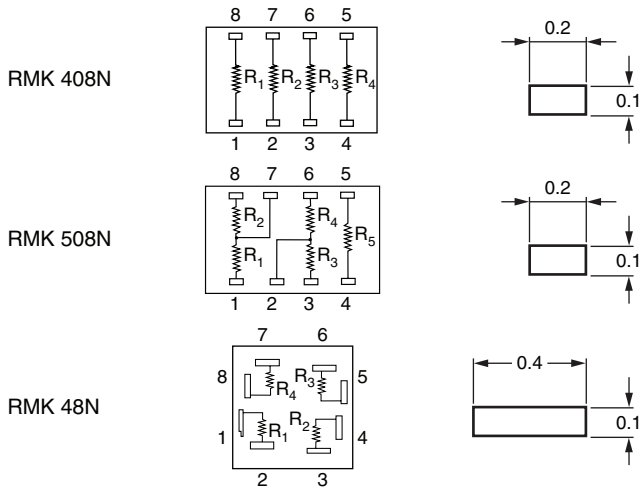 8 7 6 5
0.2
RMK 408N
R1 R2 R3 R4
0.1
1 2 3 4
8 7 6 5
0.2
RMK 508N
R2 R4
R1 R3 R5
0.1
1 2 3 4
7 6
8 R4 R3 5
0.4
RMK 48N
1 R1 R2 4
0.1
2 3